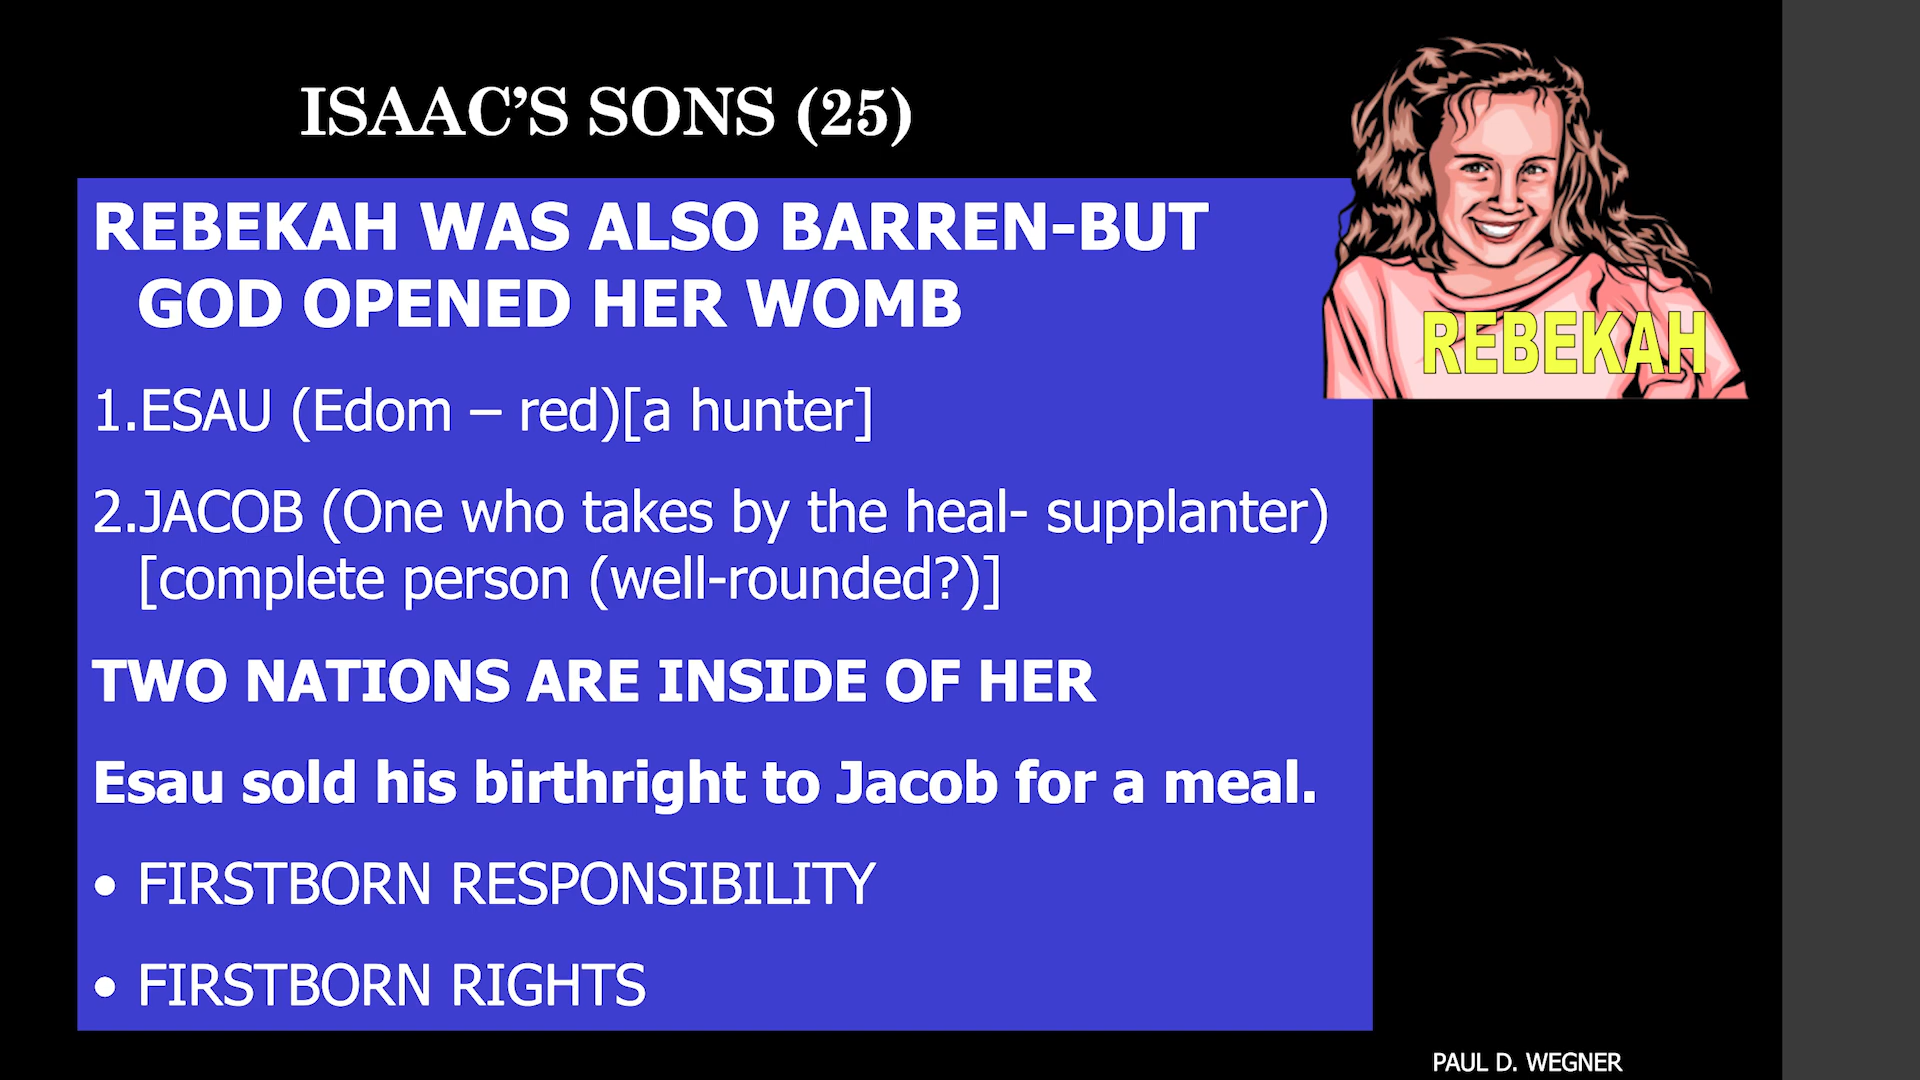 ISAAC’S SONS (25)
REBEKAH WAS ALSO BARREN-BUT
GOD OPENED HER WOMB
1.ESAU (Edom – red)[a hunter]
2.JACOB (One who takes by the heal- supplanter)
[complete person (well-rounded?)]
TWO NATIONS ARE INSIDE OF HER
Esau sold his birthright to Jacob for a meal.
• FIRSTBORN RESPONSIBILITY
• FIRSTBORN RIGHTS
REBEKAH
PAUL D. WEGNER